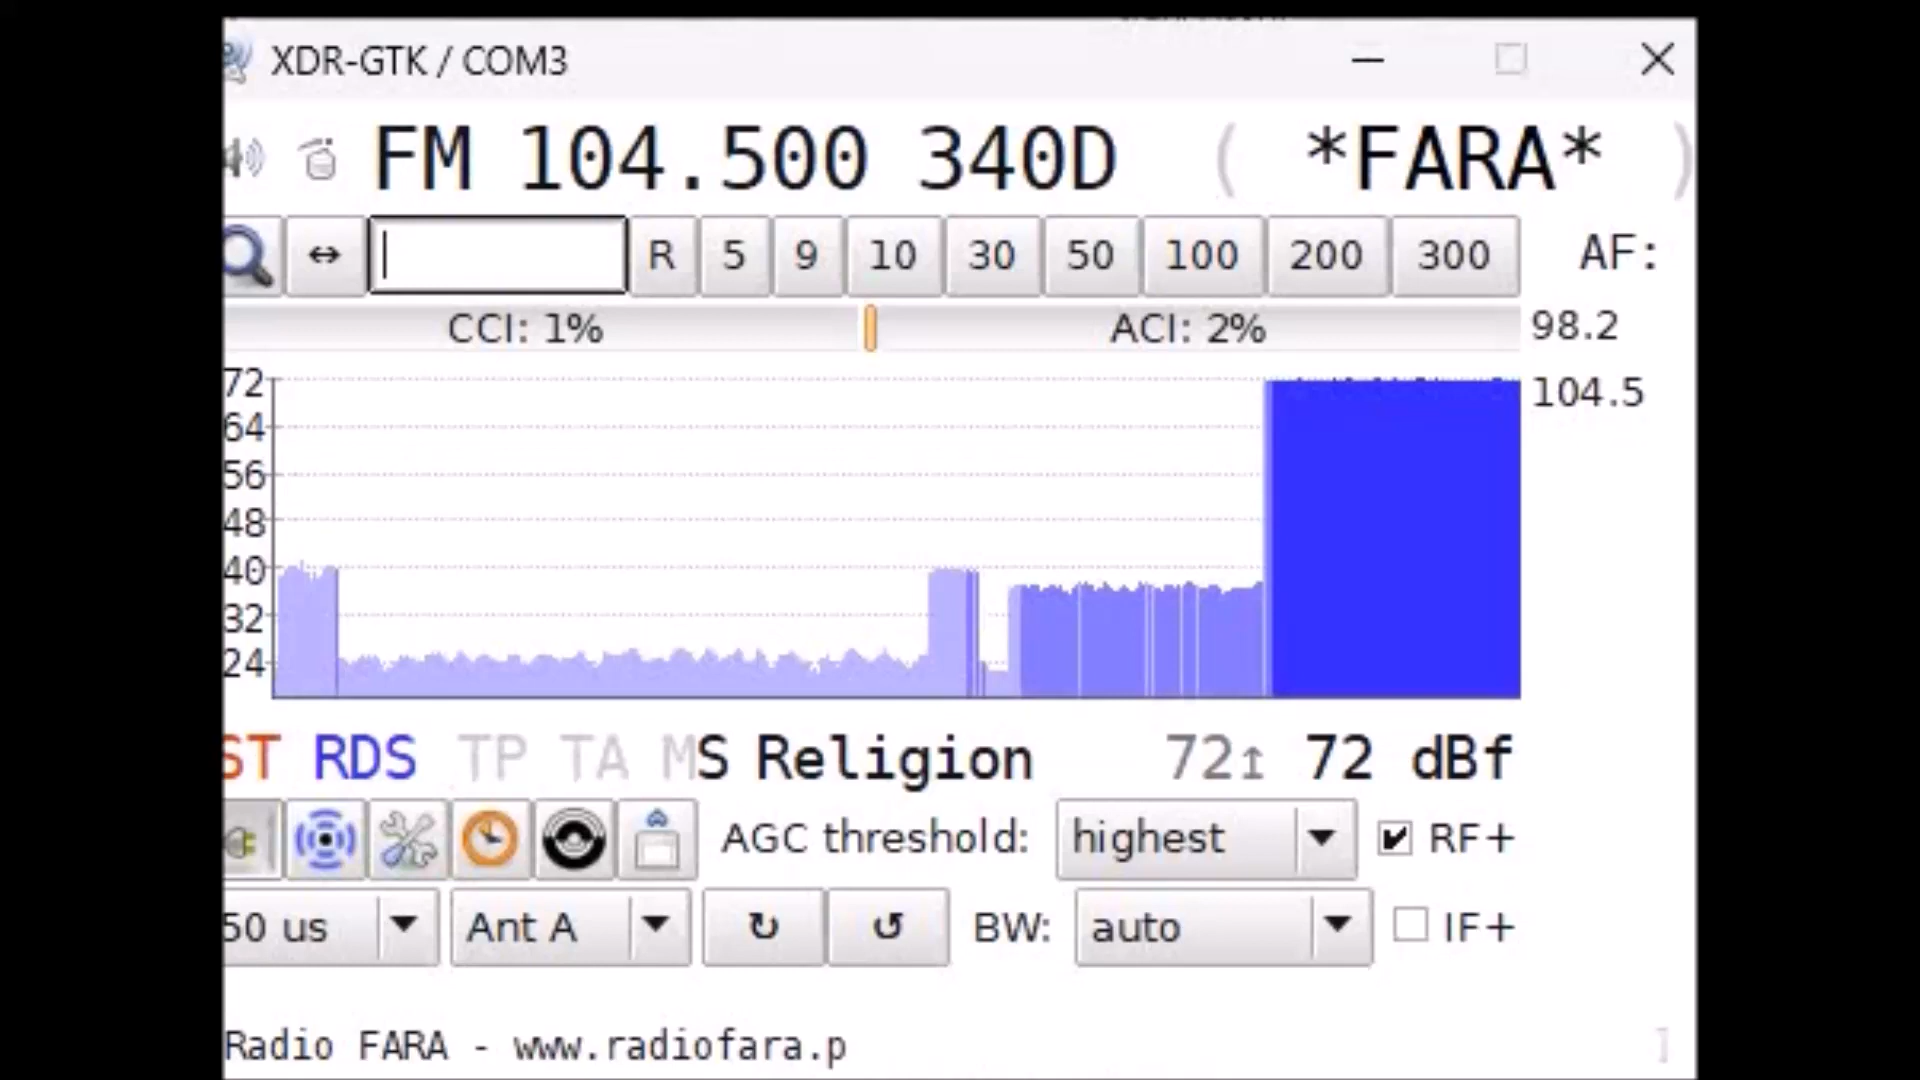 XDR-GTK / COM3
FM 104.500 340D ( *FARA* )
↔ R 5 9 10 30 50 100 200 300 AF:
CCI: 1% ACI: 2% 98.2
104.5
72
64
56
48
40
32
24
ST RDS TP TA MS Religion 72↥ 72 dBf
AGC threshold: highest RF+
50 us Ant A ↻ ↺ BW: auto IF+
Radio FARA - www.radiofara.p